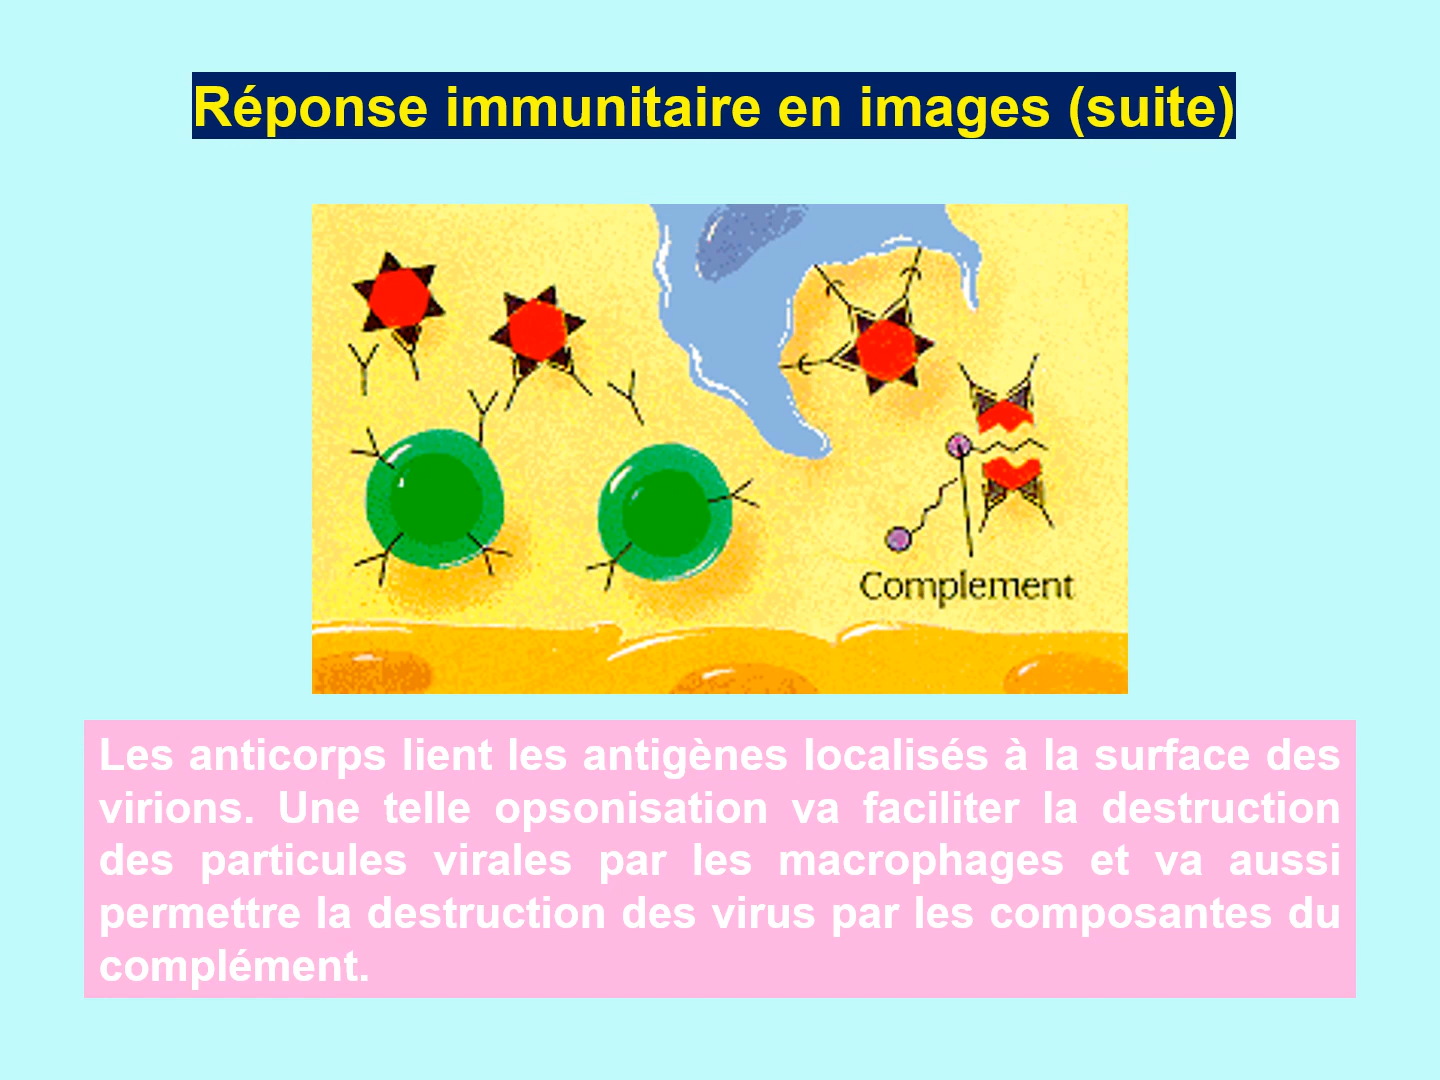 Réponse immunitaire en images (suite)
Complement
Les anticorps lient les antigènes localisés à la surface des
virions. Une telle opsonisation va faciliter la destruction
des particules virales par les macrophages et va aussi
permettre la destruction des virus par les composantes du
complément.